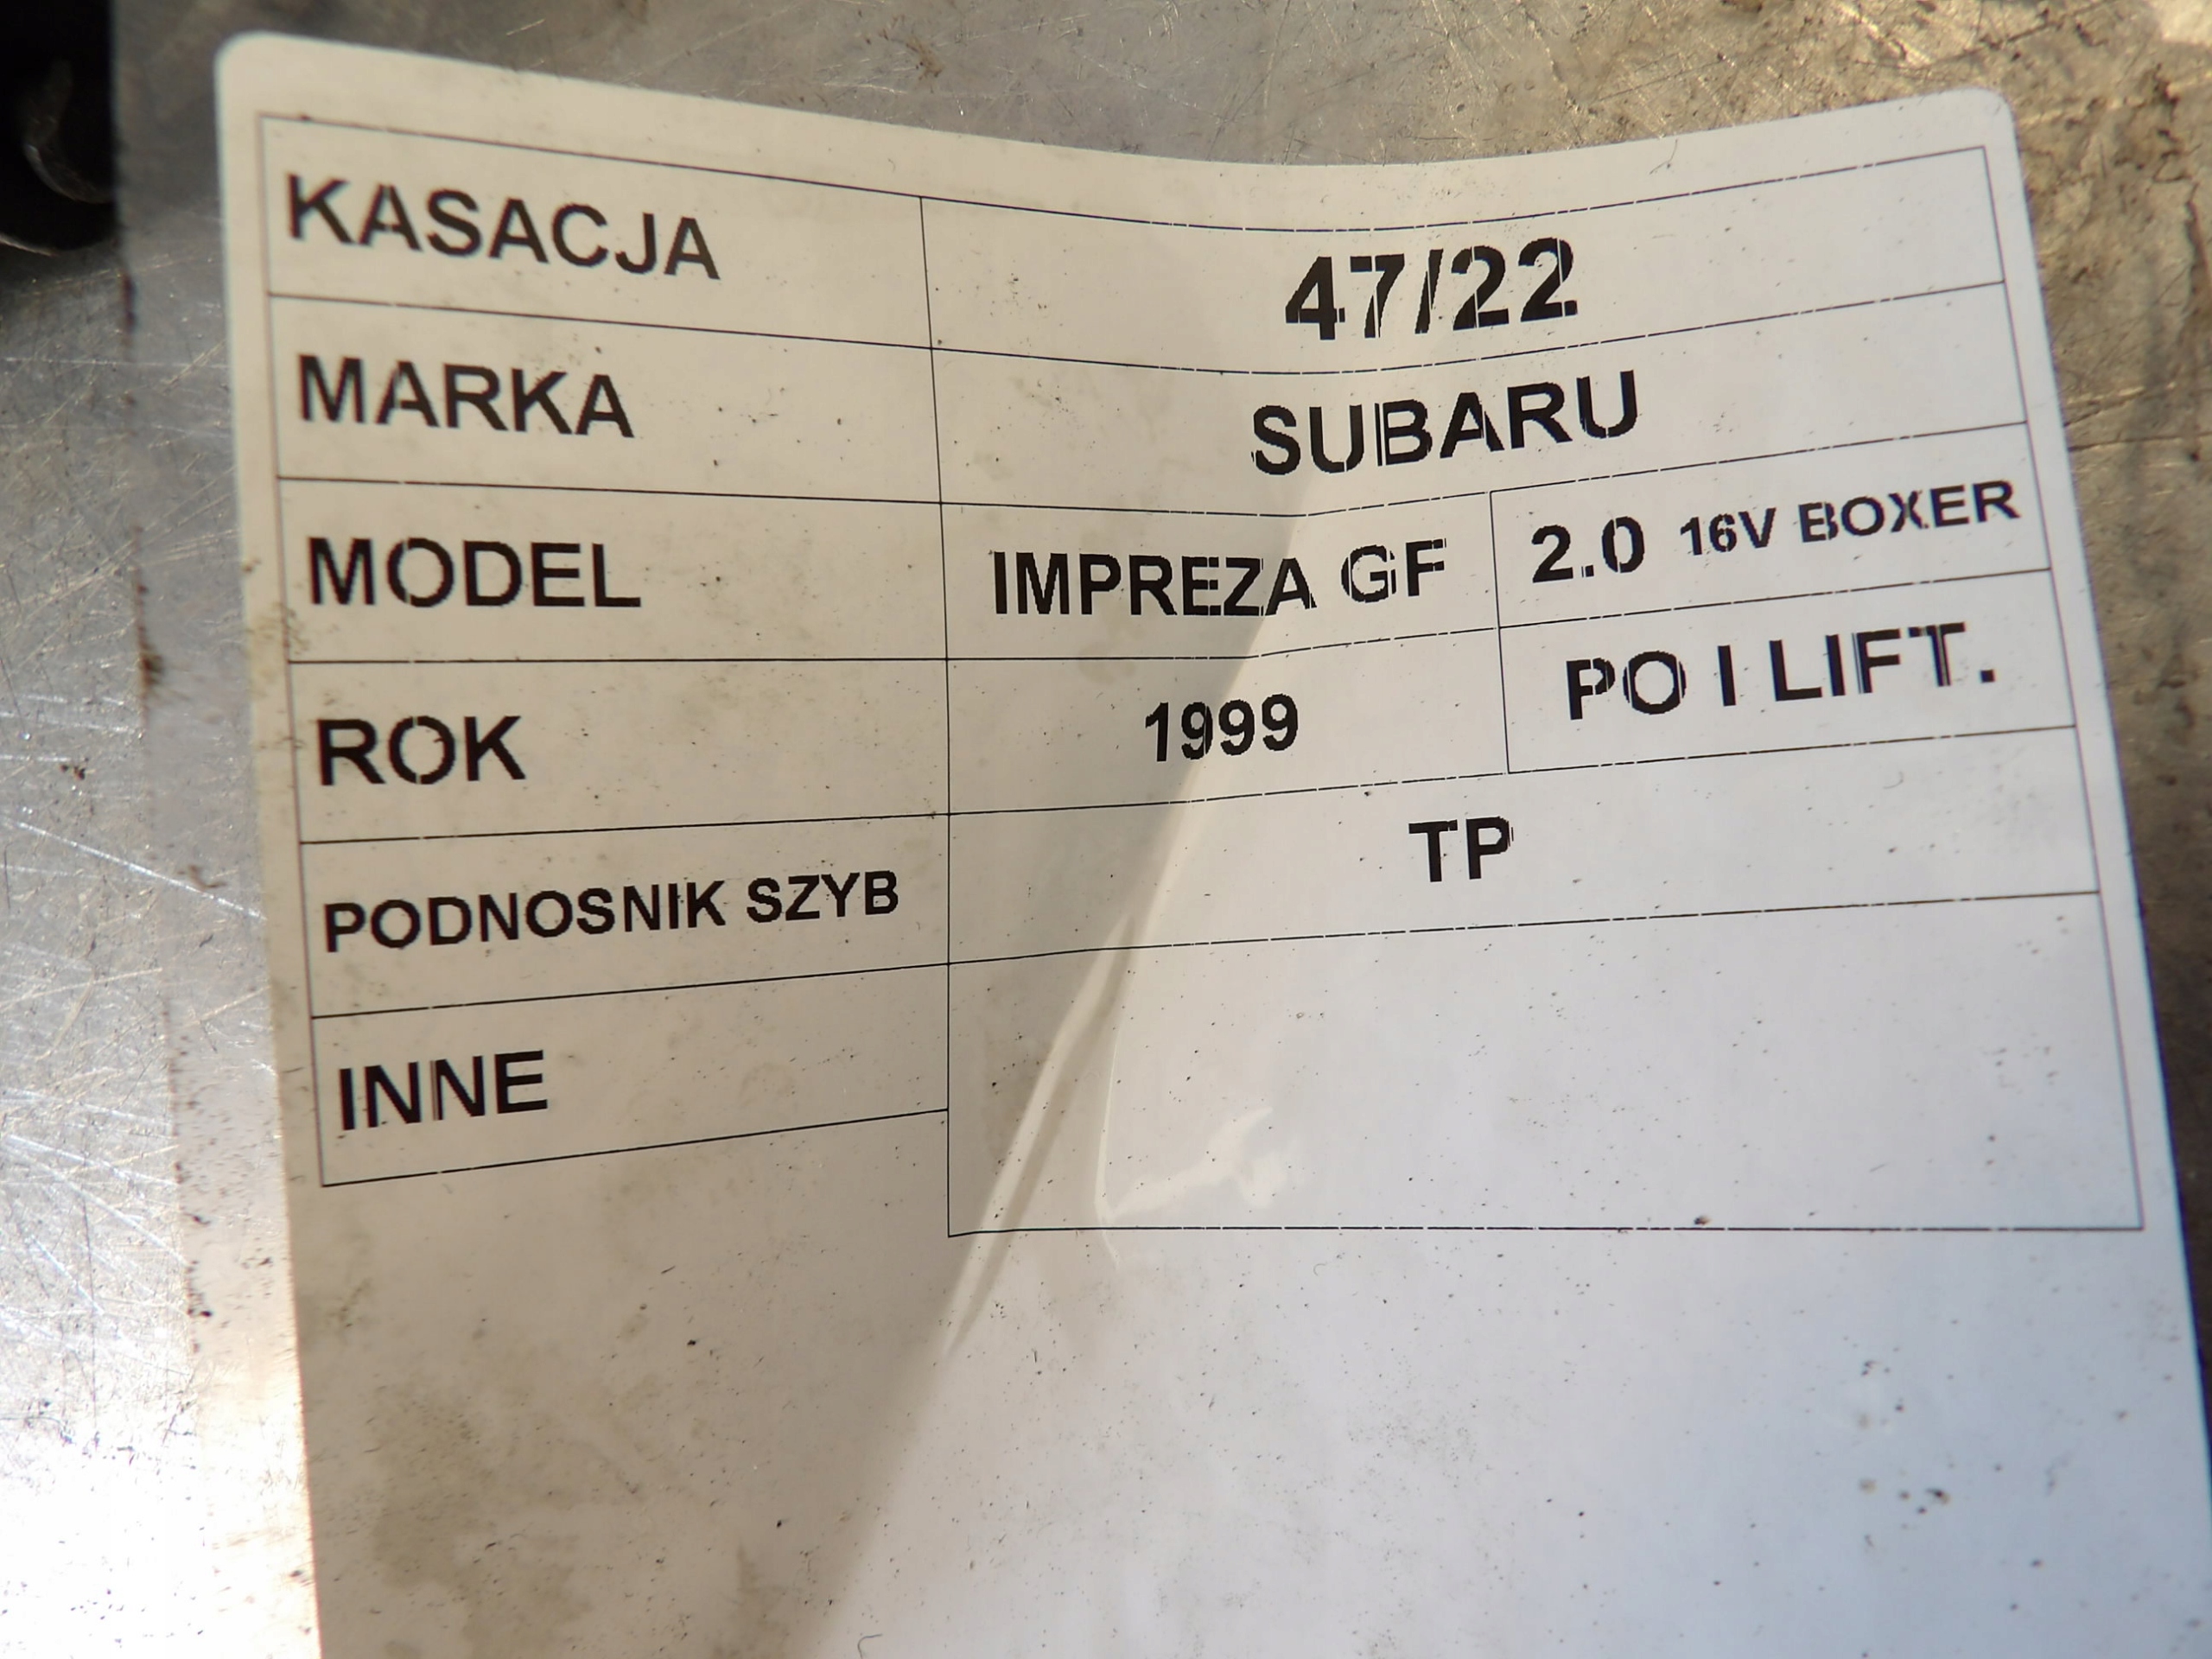 KASACJA 47/22
MARKA SUBARU
MODEL IMPREZA GF 2.0 16V BOXER
ROK 1999 PO I LIFT.
PODNOSNIK SZYB TP
INNE